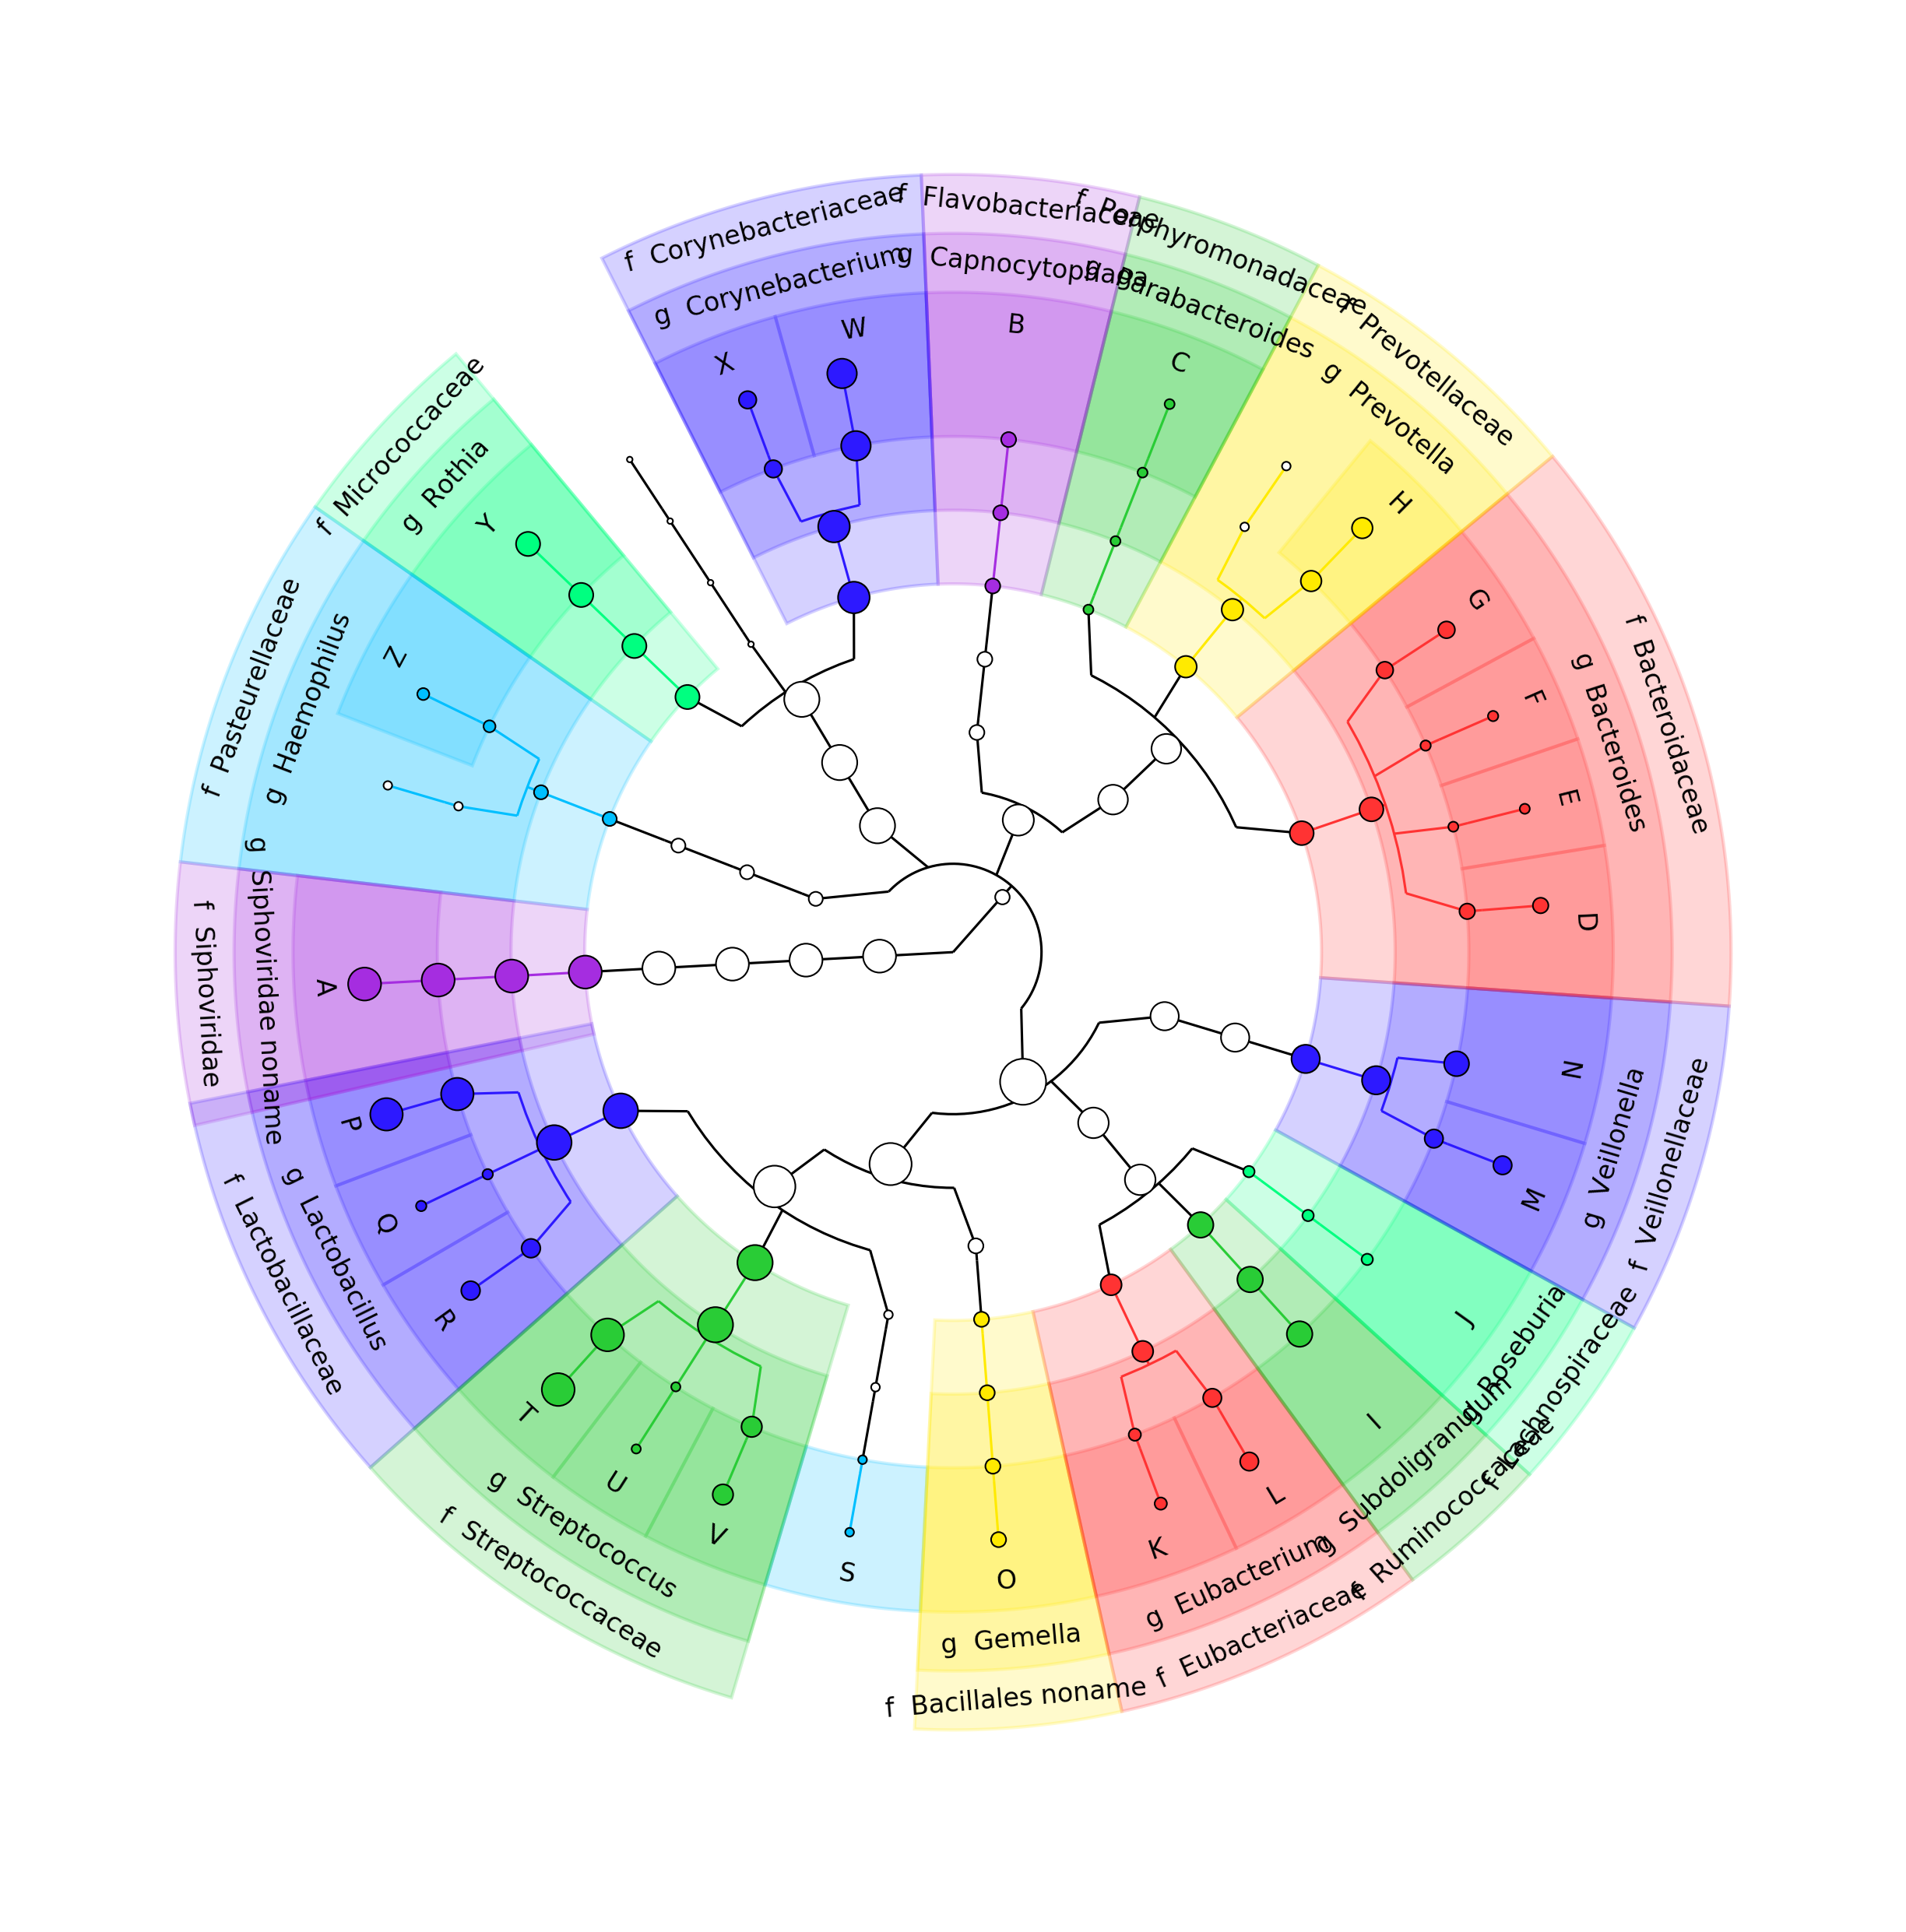 f Corynebacteriaceae
g Corynebacterium
X
W
f Flavobacteriaceae
g Capnocytophaga
B
f Porphyromonadaceae
g Parabacteroides
C
f Prevotellaceae
g Prevotella
H
f Bacteroidaceae
g Bacteroides
G
F
E
D
f Veillonellaceae
g Veillonella
N
M
f Lachnospiraceae
g Roseburia
J
f Ruminococcaceae
g Subdoligranulum
I
f Eubacteriaceae
g Eubacterium
L
K
f Bacillales noname
g Gemella
O
S
f Streptococcaceae
g Streptococcus
V
U
T
f Lactobacillaceae
g Lactobacillus
R
Q
P
f Siphoviridae
g Siphoviridae noname
A
f Pasteurellaceae
g Haemophilus
Z
f Micrococcaceae
g Rothia
Y